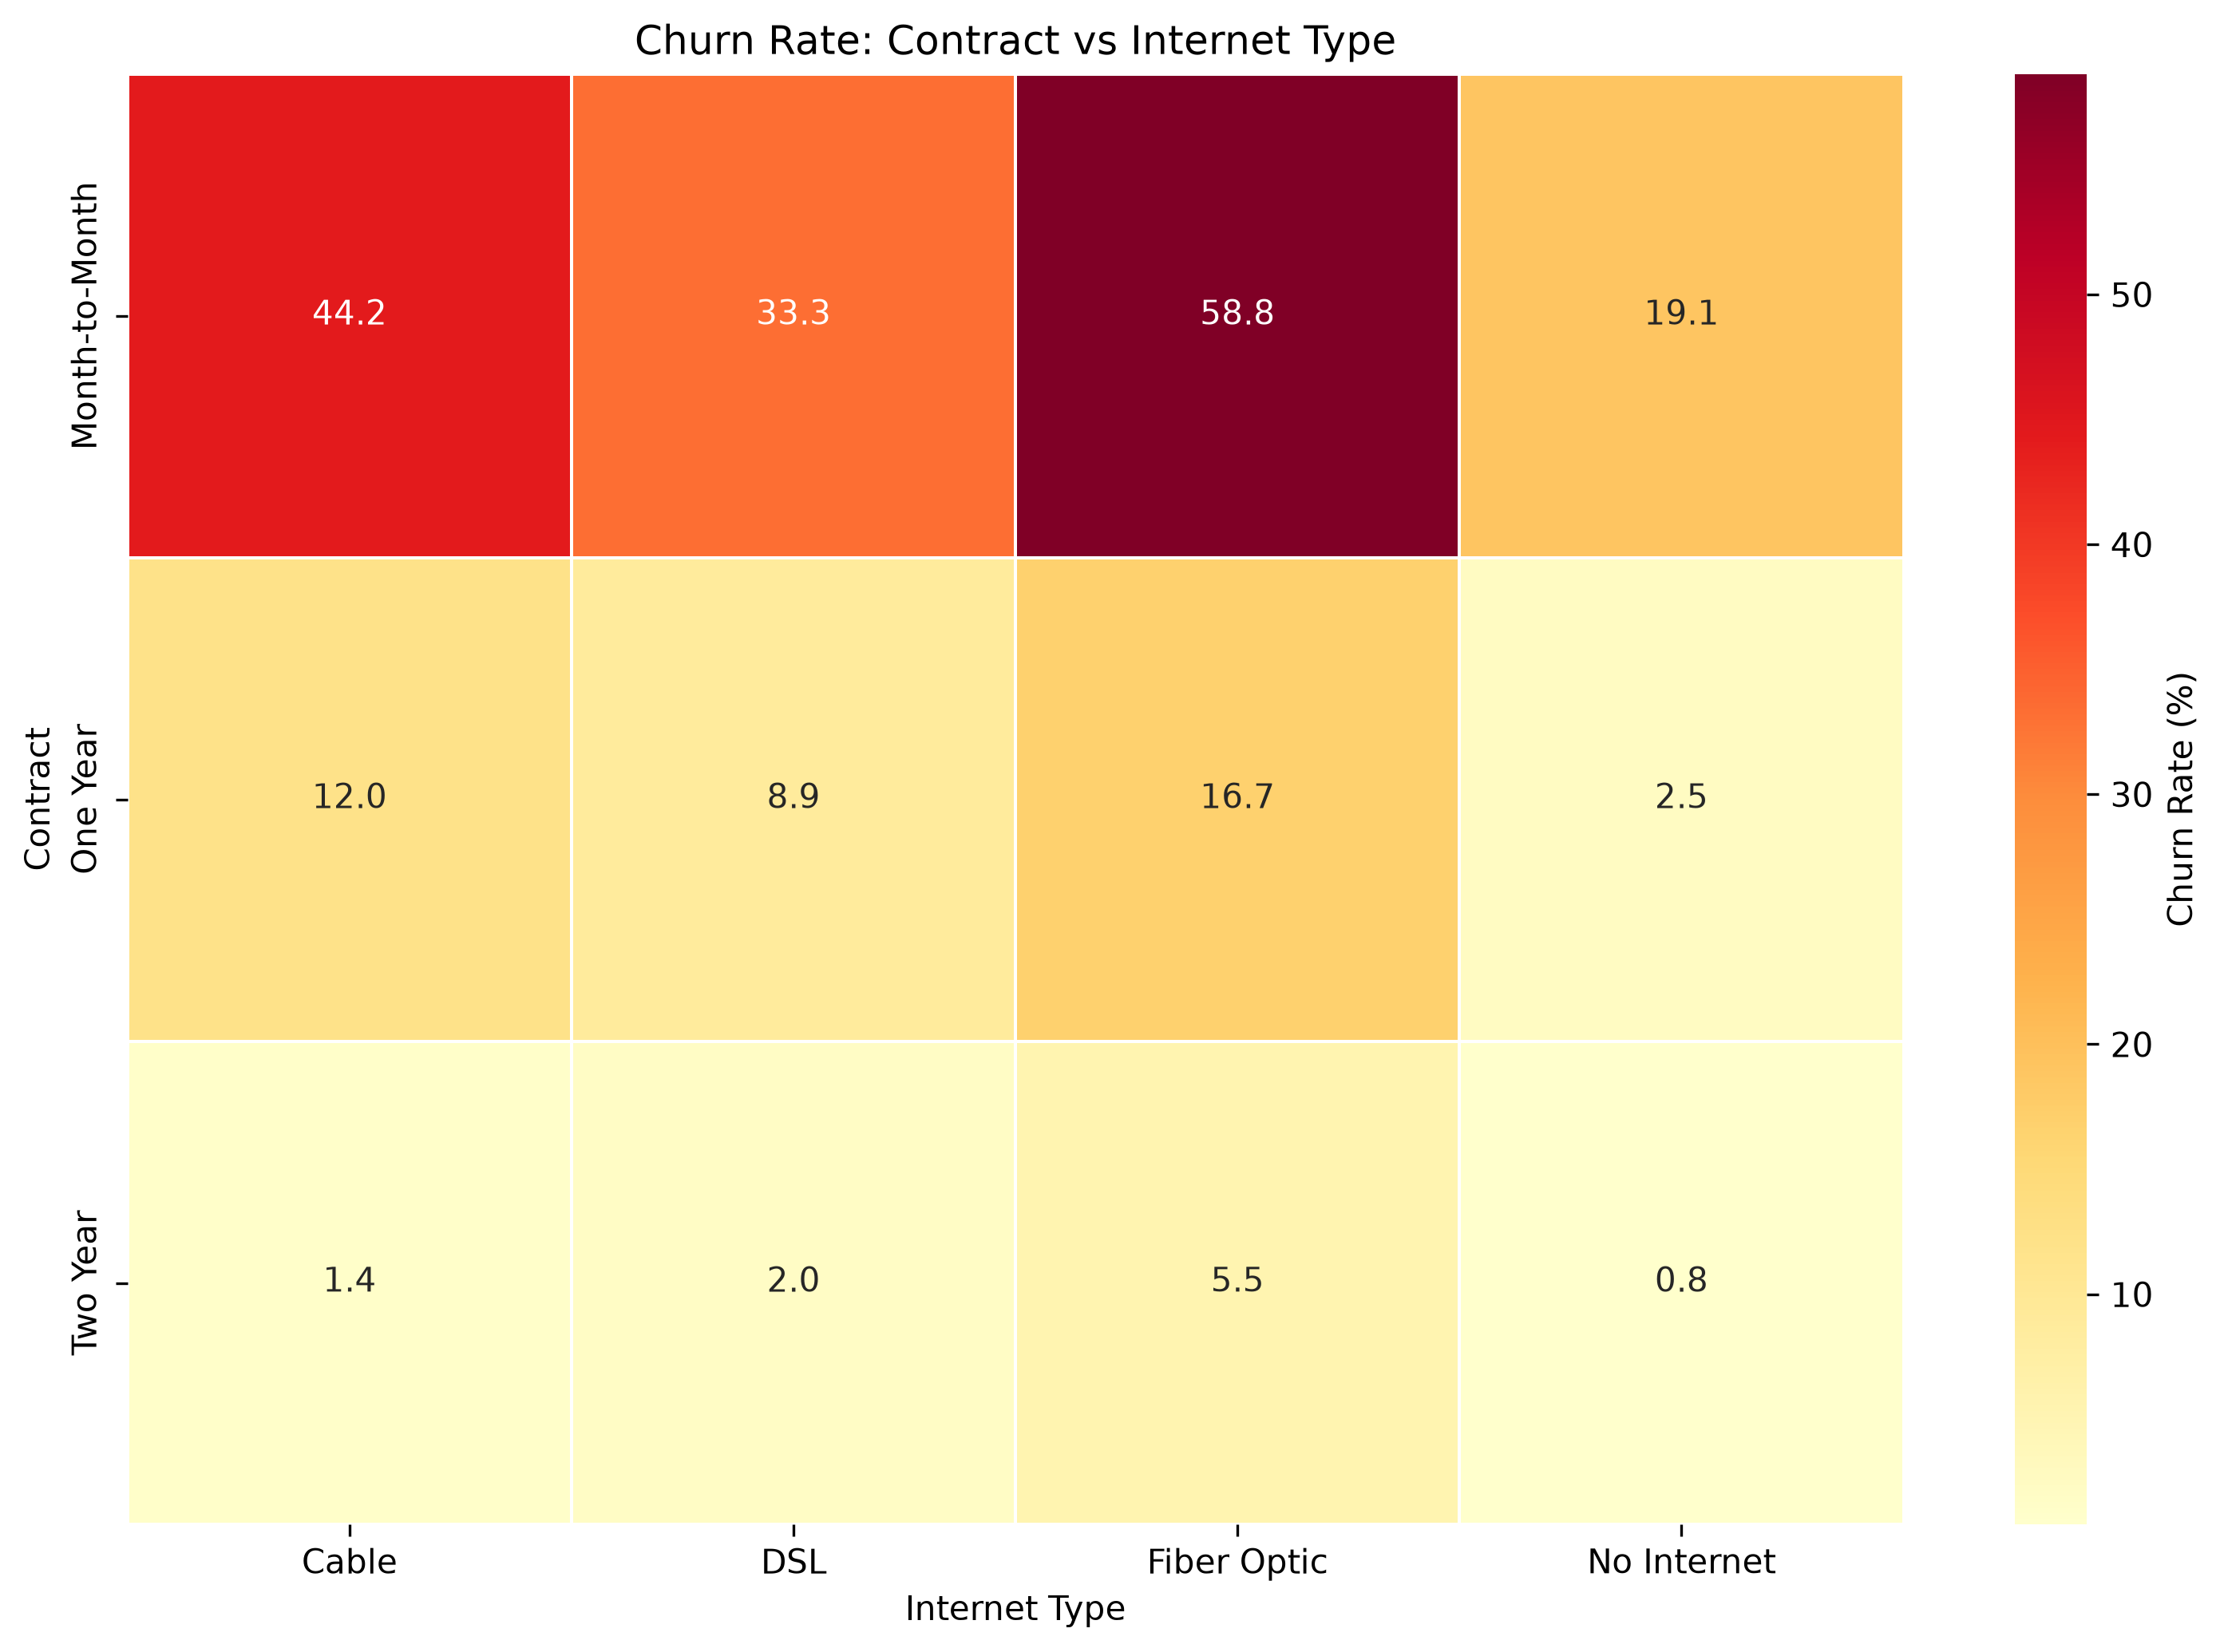 Churn Rate: Contract vs Internet Type
Contract
Month-to-Month
44.2 33.3 58.8 19.1
One Year
12.0 8.9 16.7 2.5
Two Year
1.4 2.0 5.5 0.8
Cable DSL Fiber Optic No Internet
Internet Type
50
40
30
20
10
Churn Rate (%)